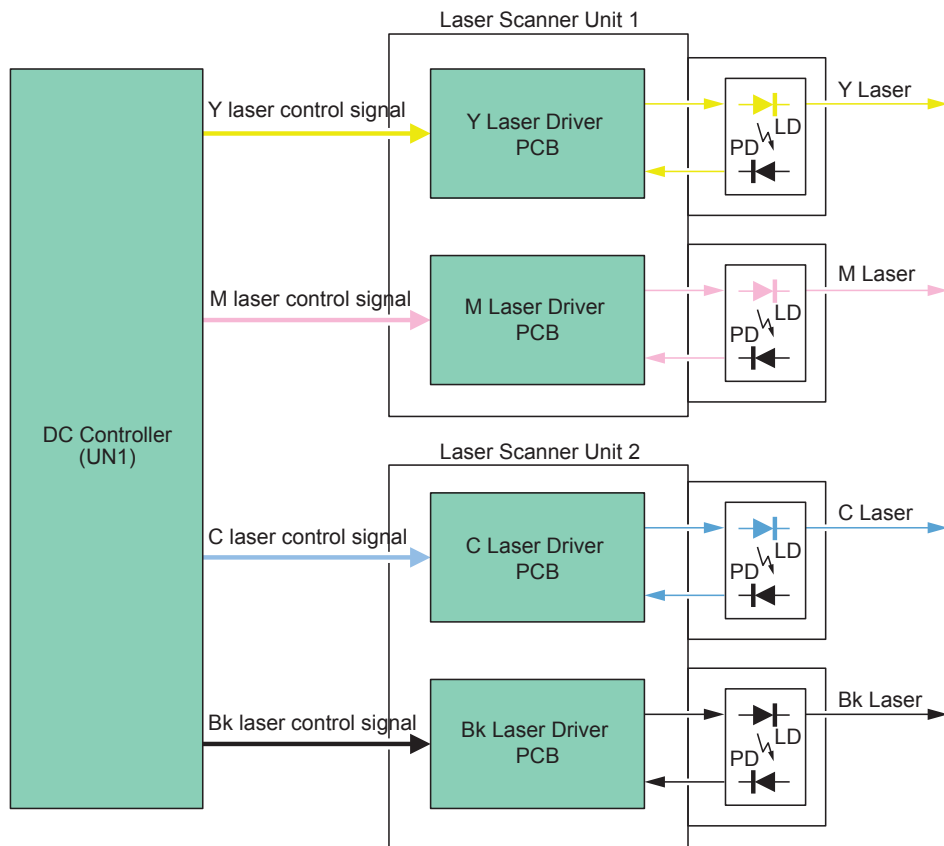 Laser Scanner Unit 1
Y laser control signal
Y Laser Driver
PCB
LD
PD
Y Laser
M laser control signal
M Laser Driver
PCB
LD
PD
M Laser
DC Controller
(UN1)
Laser Scanner Unit 2
C laser control signal
C Laser Driver
PCB
LD
PD
C Laser
Bk laser control signal
Bk Laser Driver
PCB
LD
PD
Bk Laser